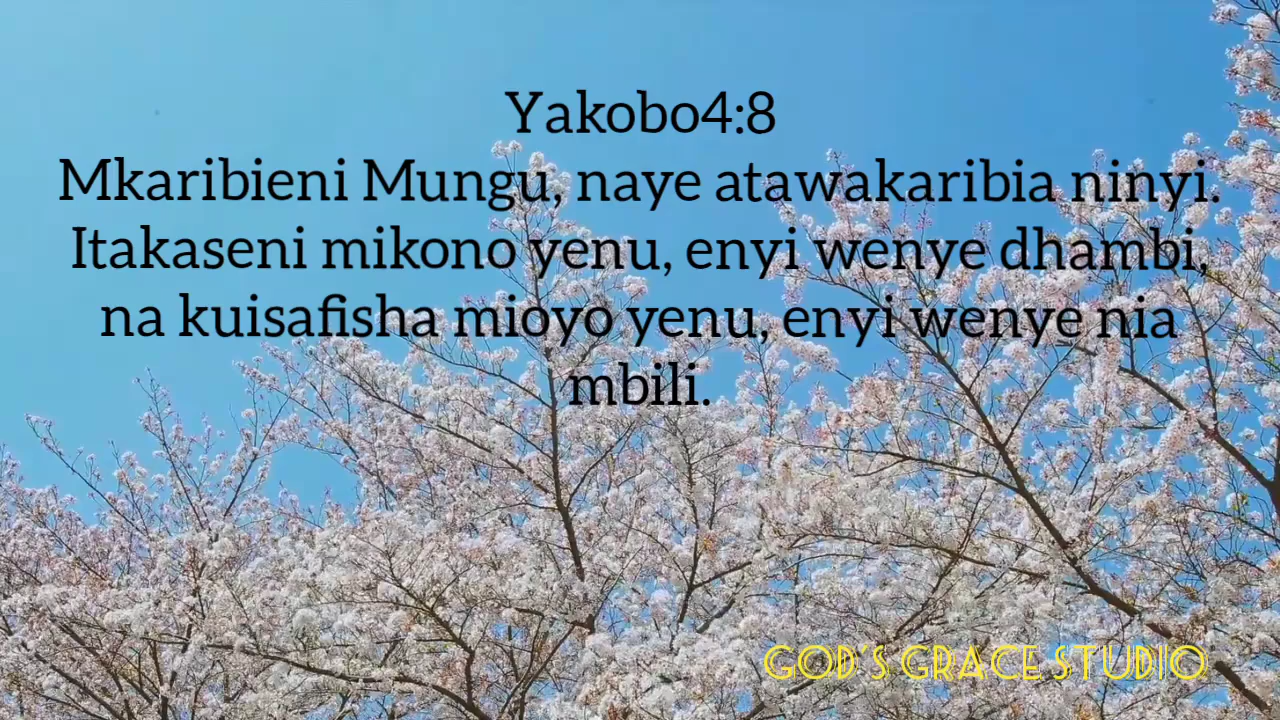 Yakobo4:8
Mkaribieni Mungu, naye atawakaribia ninyi.
Itakaseni mikono yenu, enyi wenye dhambi,
na kuisafisha mioyo yenu, enyi wenye nia
mbili.
GOD'S GRACE STUDIO